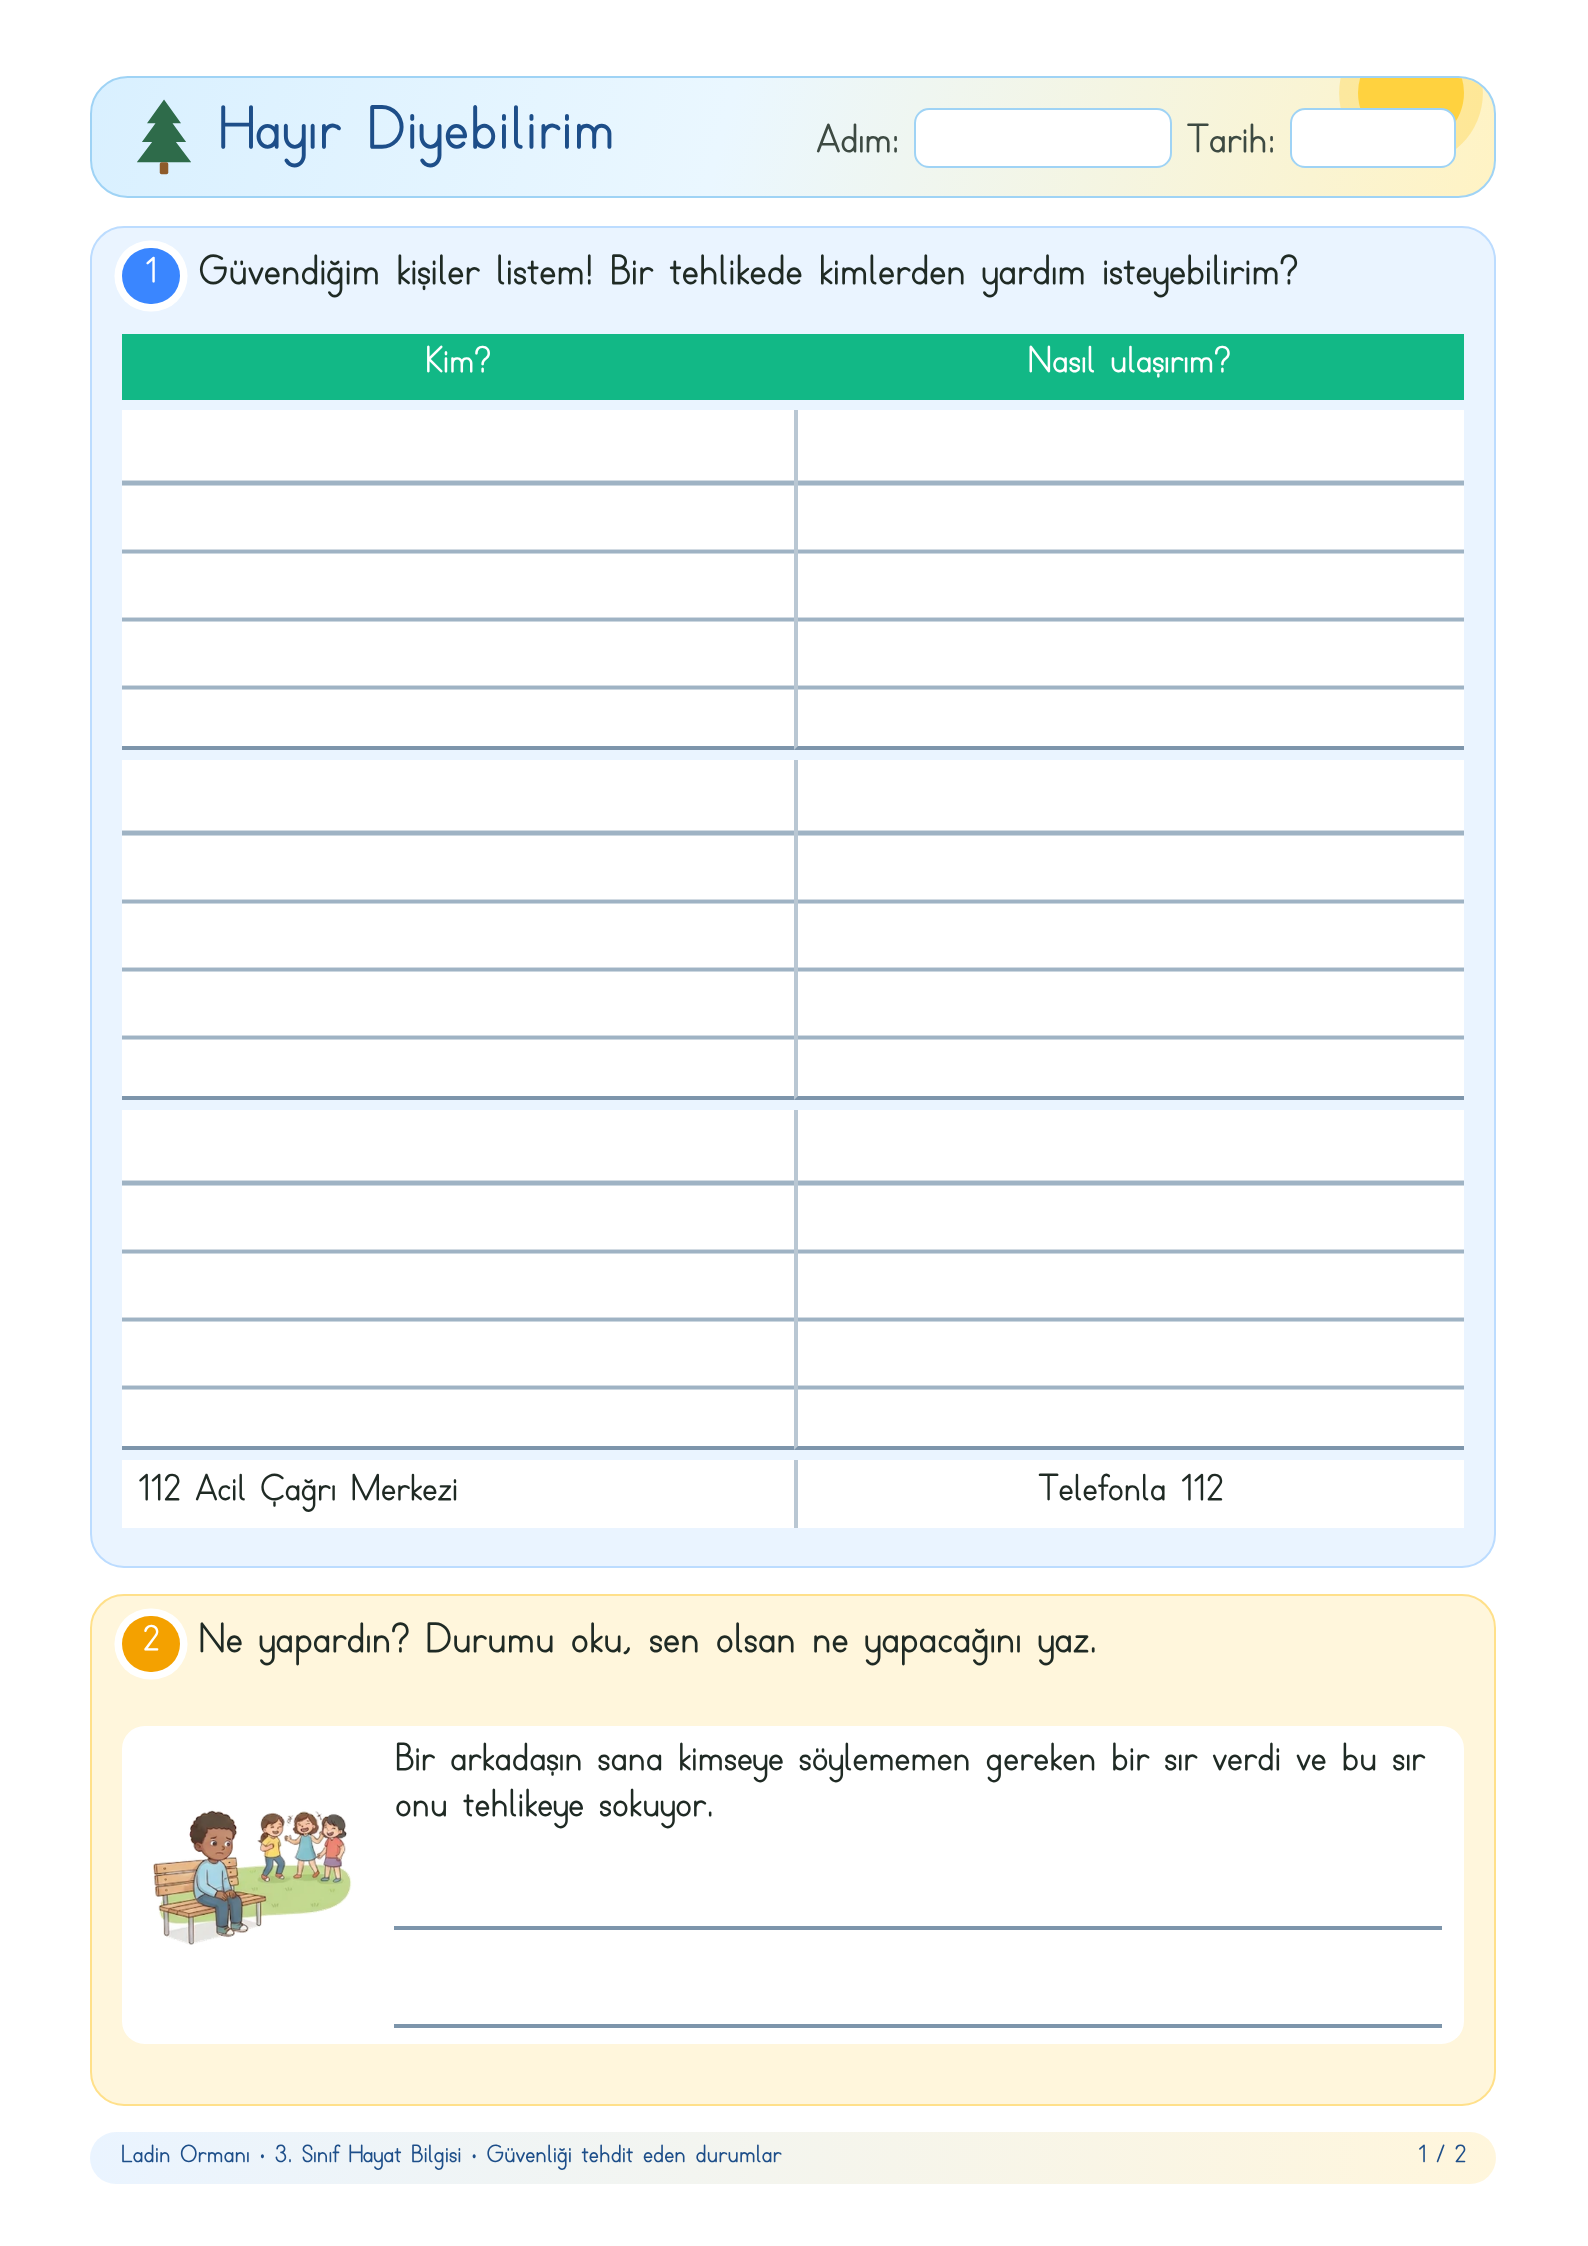 Hayır Diyebilirim
Adım:
Tarih:
1
Güvendiğim kişiler listem! Bir tehlikede kimlerden yardım isteyebilirim?
Kim?
Nasıl ulaşırım?
112 Acil Çağrı Merkezi
Telefonla 112
2
Ne yapardın? Durumu oku, sen olsan ne yapacağını yaz.
Bir arkadaşın sana kimseye söylememen gereken bir sır verdi ve bu sır
onu tehlikeye sokuyor.
Ladin Ormanı • 3. Sınıf Hayat Bilgisi • Güvenliği tehdit eden durumlar
1 / 2